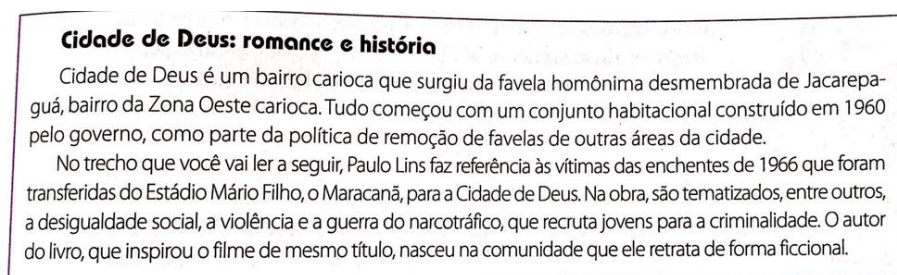 Cidade de Deus: romance e história
Cidade de Deus é um bairro carioca que surgiu da favela homônima desmembrada de Jacarepa-
guá, bairro da Zona Oeste carioca. Tudo começou com um conjunto habitacional construído em 1960
pelo governo, como parte da política de remoção de favelas de outras áreas da cidade.
No trecho que você vai ler a seguir, Paulo Lins faz referência às vítimas das enchentes de 1966 que foram
transferidas do Estádio Mário Filho, o Maracanã, para a Cidade de Deus. Na obra, são tematizados, entre outros,
a desigualdade social, a violência e a guerra do narcotráfico, que recruta jovens para a criminalidade. O autor
do livro, que inspirou o filme de mesmo título, nasceu na comunidade que ele retrata de forma ficcional.